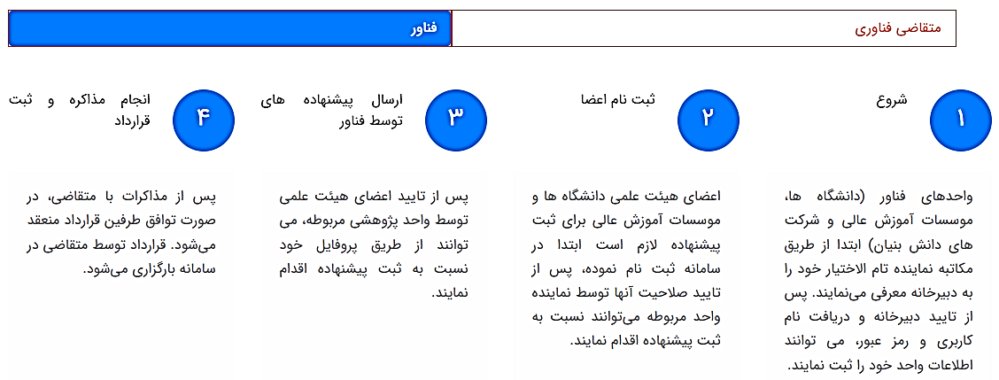 متقاضی فناوری
فناور
۱
شروع
واحدهای فناور (دانشگاه ها،
موسسات آموزش عالی و شرکت
های دانش بنیان) ابتدا از طریق
مکاتبه نماینده تام الاختیار خود را
به دبیرخانه معرفی می‌نمایند. پس
از تایید دبیرخانه و دریافت نام
کاربری و رمز عبور، می توانند
اطلاعات واحد خود را ثبت نمایند.
۲
ثبت نام اعضا
اعضای هیئت علمی دانشگاه ها و
موسسات آموزش عالی برای ثبت
پیشنهاده لازم است ابتدا در
سامانه ثبت نام نموده، پس از
تایید صلاحیت آنها توسط نماینده
واحد مربوطه می‌توانند نسبت به
ثبت پیشنهاده اقدام نمایند.
۳
ارسال پیشنهاده های
توسط فناور
پس از تایید اعضای هیئت علمی
توسط واحد پژوهشی مربوطه، می
توانند از طریق پروفایل خود
نسبت به ثبت پیشنهاده اقدام
نمایند.
۴
انجام مذاکره و ثبت
قرارداد
پس از مذاکرات با متقاضی، در
صورت توافق طرفین قرارداد منعقد
می‌شود. قرارداد توسط متقاضی در
سامانه بارگزاری می‌شود.